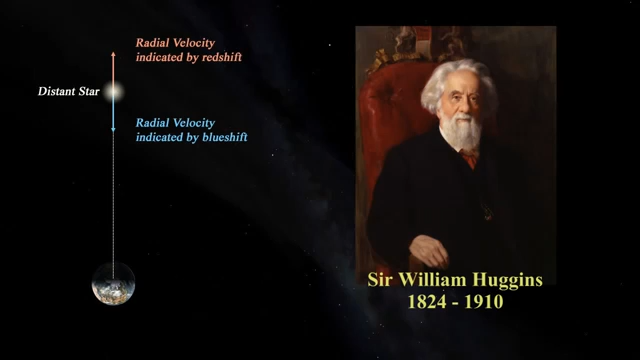 Radial Velocity
indicated by redshift
Distant Star
Radial Velocity
indicated by blueshift
Sir William Huggins
1824 - 1910